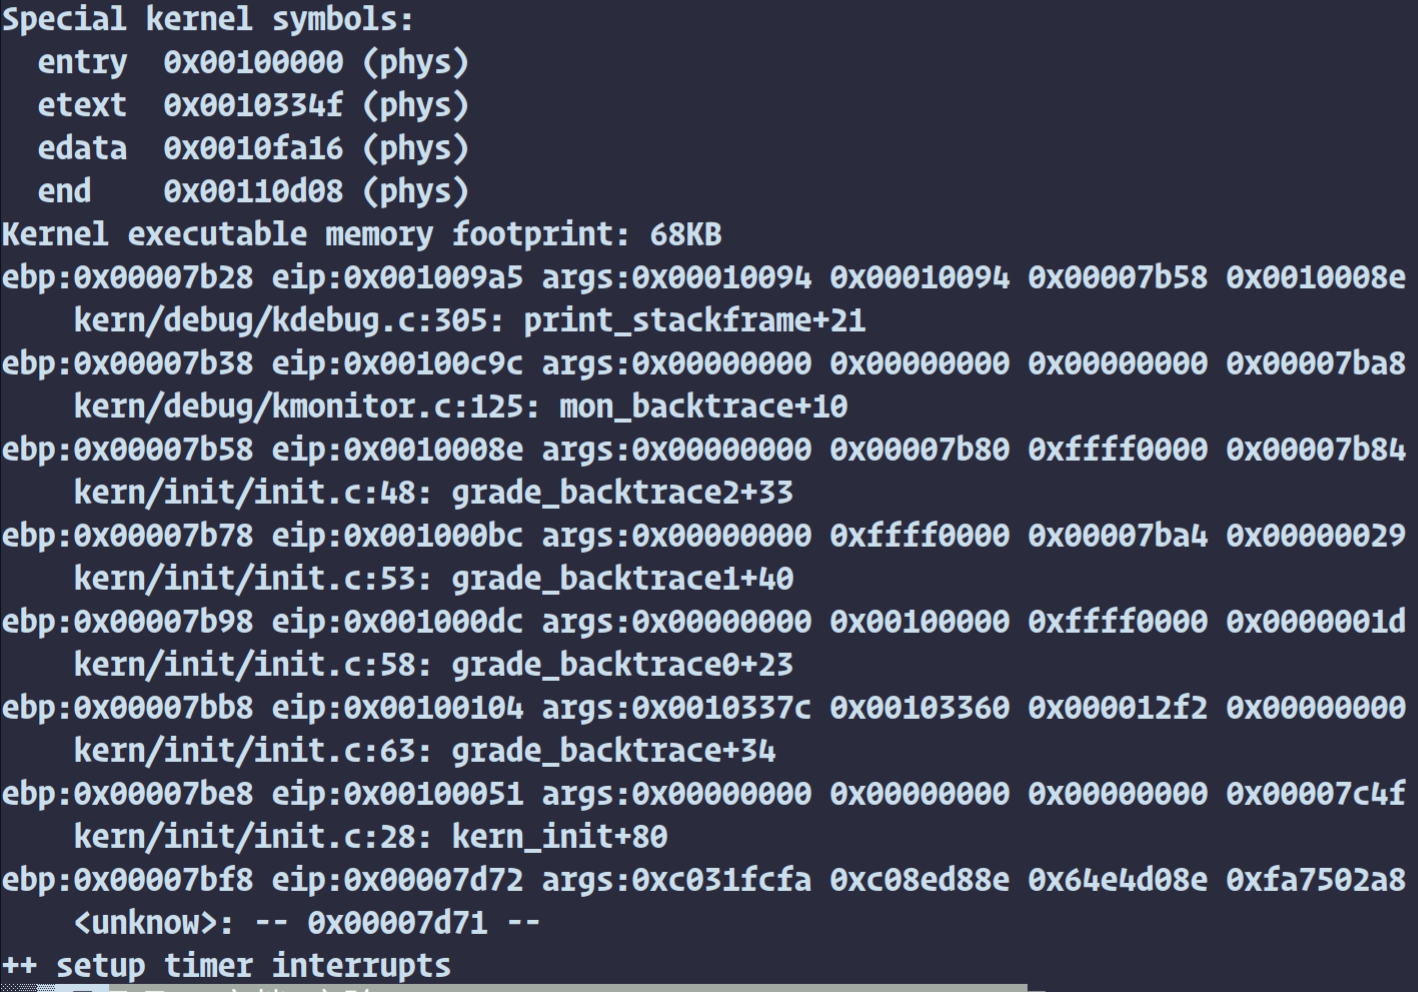 Special kernel symbols:
  entry  0x00100000 (phys)
  etext  0x0010334f (phys)
  edata  0x0010fa16 (phys)
  end    0x00110d08 (phys)
Kernel executable memory footprint: 68KB
ebp:0x00007b28 eip:0x001009a5 args:0x00010094 0x00010094 0x00007b58 0x0010008e
    kern/debug/kdebug.c:305: print_stackframe+21
ebp:0x00007b38 eip:0x00100c9c args:0x00000000 0x00000000 0x00000000 0x00007ba8
    kern/debug/kmonitor.c:125: mon_backtrace+10
ebp:0x00007b58 eip:0x0010008e args:0x00000000 0x00007b80 0xffff0000 0x00007b84
    kern/init/init.c:48: grade_backtrace2+33
ebp:0x00007b78 eip:0x001000bc args:0x00000000 0xffff0000 0x00007ba4 0x00000029
    kern/init/init.c:53: grade_backtrace1+40
ebp:0x00007b98 eip:0x001000dc args:0x00000000 0x00100000 0xffff0000 0x0000001d
    kern/init/init.c:58: grade_backtrace0+23
ebp:0x00007bb8 eip:0x00100104 args:0x0010337c 0x00103360 0x000012f2 0x00000000
    kern/init/init.c:63: grade_backtrace+34
ebp:0x00007be8 eip:0x00100051 args:0x00000000 0x00000000 0x00000000 0x00007c4f
    kern/init/init.c:28: kern_init+80
ebp:0x00007bf8 eip:0x00007d72 args:0xc031fcfa 0xc08ed88e 0x64e4d08e 0xfa7502a8
    <unknow>: -- 0x00007d71 --
++ setup timer interrupts